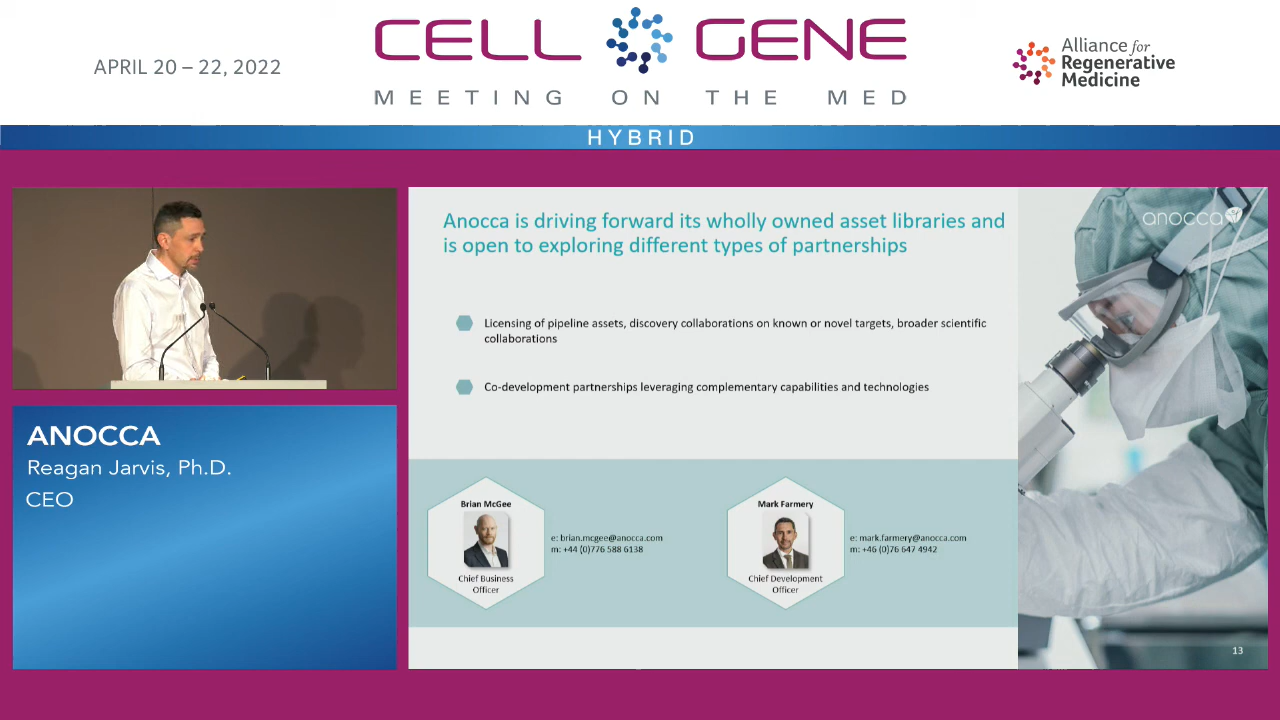 APRIL 20 – 22, 2022
CELL GENE
MEETING ON THE MED
Alliance for
Regenerative
Medicine
HYBRID
ANOCCA
Reagan Jarvis, Ph.D.
CEO
Anocca is driving forward its wholly owned asset libraries and
is open to exploring different types of partnerships
anocca
Licensing of pipeline assets, discovery collaborations on known or novel targets, broader scientific
collaborations
Co-development partnerships leveraging complementary capabilities and technologies
Brian McGee
e: brian.mcgee@anocca.com
m: +44 (0)776 588 6138
Chief Business
Officer
Mark Farmery
e: mark.farmery@anocca.com
m: +46 (0)76 647 4942
Chief Development
Officer
13